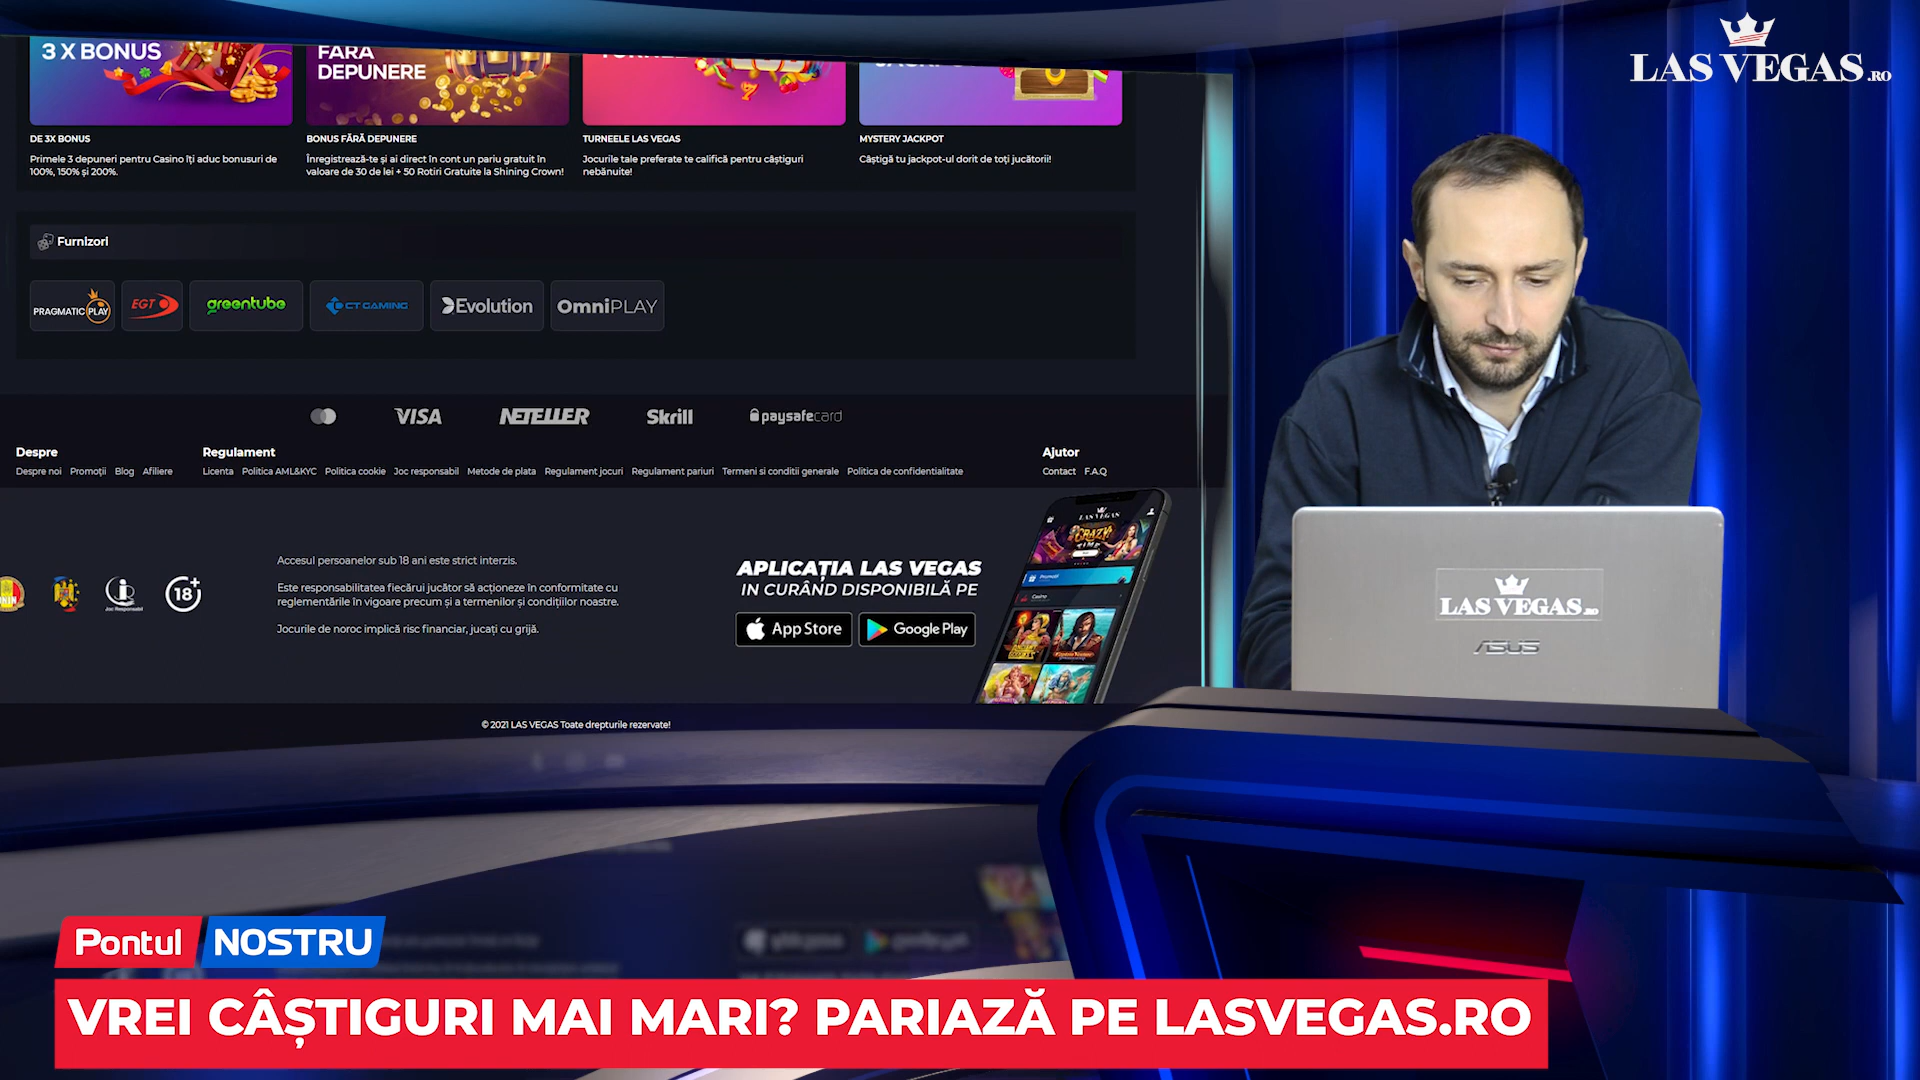 3 X BONUS
FĂRĂ
DEPUNERE
LAS VEGAS.RO
DE 3X BONUS
Primele 3 depuneri pentru Casino îți aduc bonusuri de
100%, 150% și 200%.
BONUS FĂRĂ DEPUNERE
Înregistrează-te și ai direct în cont un pariu gratuit în
valoare de 30 de lei + 50 Rotiri Gratuite la Shining Crown!
TURNEELE LAS VEGAS
Jocurile tale preferate te califică pentru câștiguri
nebănuite!
MYSTERY JACKPOT
Câștigă tu jackpot-ul dorit de toți jucătorii!
Furnizori
PRAGMATIC PLAY
EGT
greentube
CT GAMING
Evolution
OmniPLAY
VISA
NETELLER
Skrill
paysafecard
Despre
Despre noi Promoții Blog Afiliere
Regulament
Licenta Politica AML&KYC Politica cookie Joc responsabil Metode de plata Regulament jocuri Regulament pariuri Termeni si conditii generale Politica de confidentialitate
Ajutor
Contact F.A.Q
Joc Responsabil
18+
Accesul persoanelor sub 18 ani este strict interzis.
Este responsabilitatea fiecărui jucător să acționeze în conformitate cu
reglementările în vigoare precum și a termenilor și condițiilor noastre.
Jocurile de noroc implică risc financiar, jucați cu grijă.
APLICAȚIA LAS VEGAS
IN CURÂND DISPONIBILĂ PE
App Store
Google Play
LAS VEGAS
CRAZY
TIME
Promoții
Casino
© 2021 LAS VEGAS Toate drepturile rezervate!
LAS VEGAS.RO
ASUS
Pontul NOSTRU
VREI CÂȘTIGURI MAI MARI? PARIAZĂ PE LASVEGAS.RO